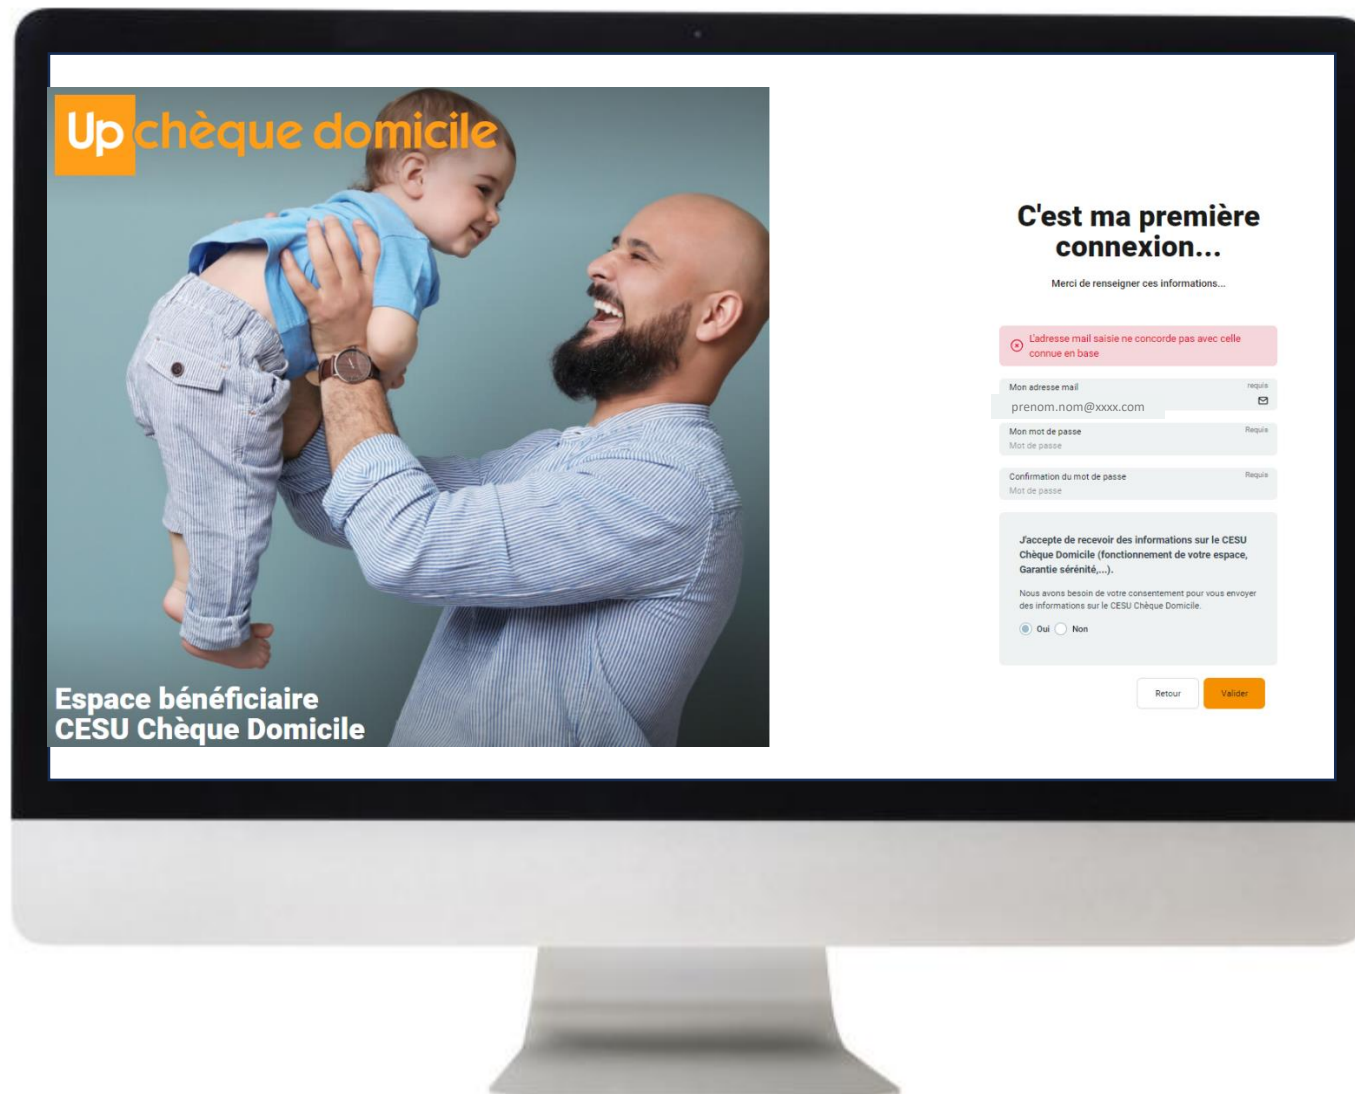 Up chèque domicile
Espace bénéficiaire
CESU Chèque Domicile
C'est ma première
connexion...
Merci de renseigner ces informations...
L'adresse mail saisie ne concorde pas avec celle
connue en base
Mon adresse mail requis
prenom.nom@xxxx.com
Mon mot de passe Requis
Mot de passe
Confirmation du mot de passe Requis
Mot de passe
J'accepte de recevoir des informations sur le CESU
Chèque Domicile (fonctionnement de votre espace,
Garantie sérénité,...).
Nous avons besoin de votre consentement pour vous envoyer
des informations sur le CESU Chèque Domicile.
Oui Non
Retour Valider